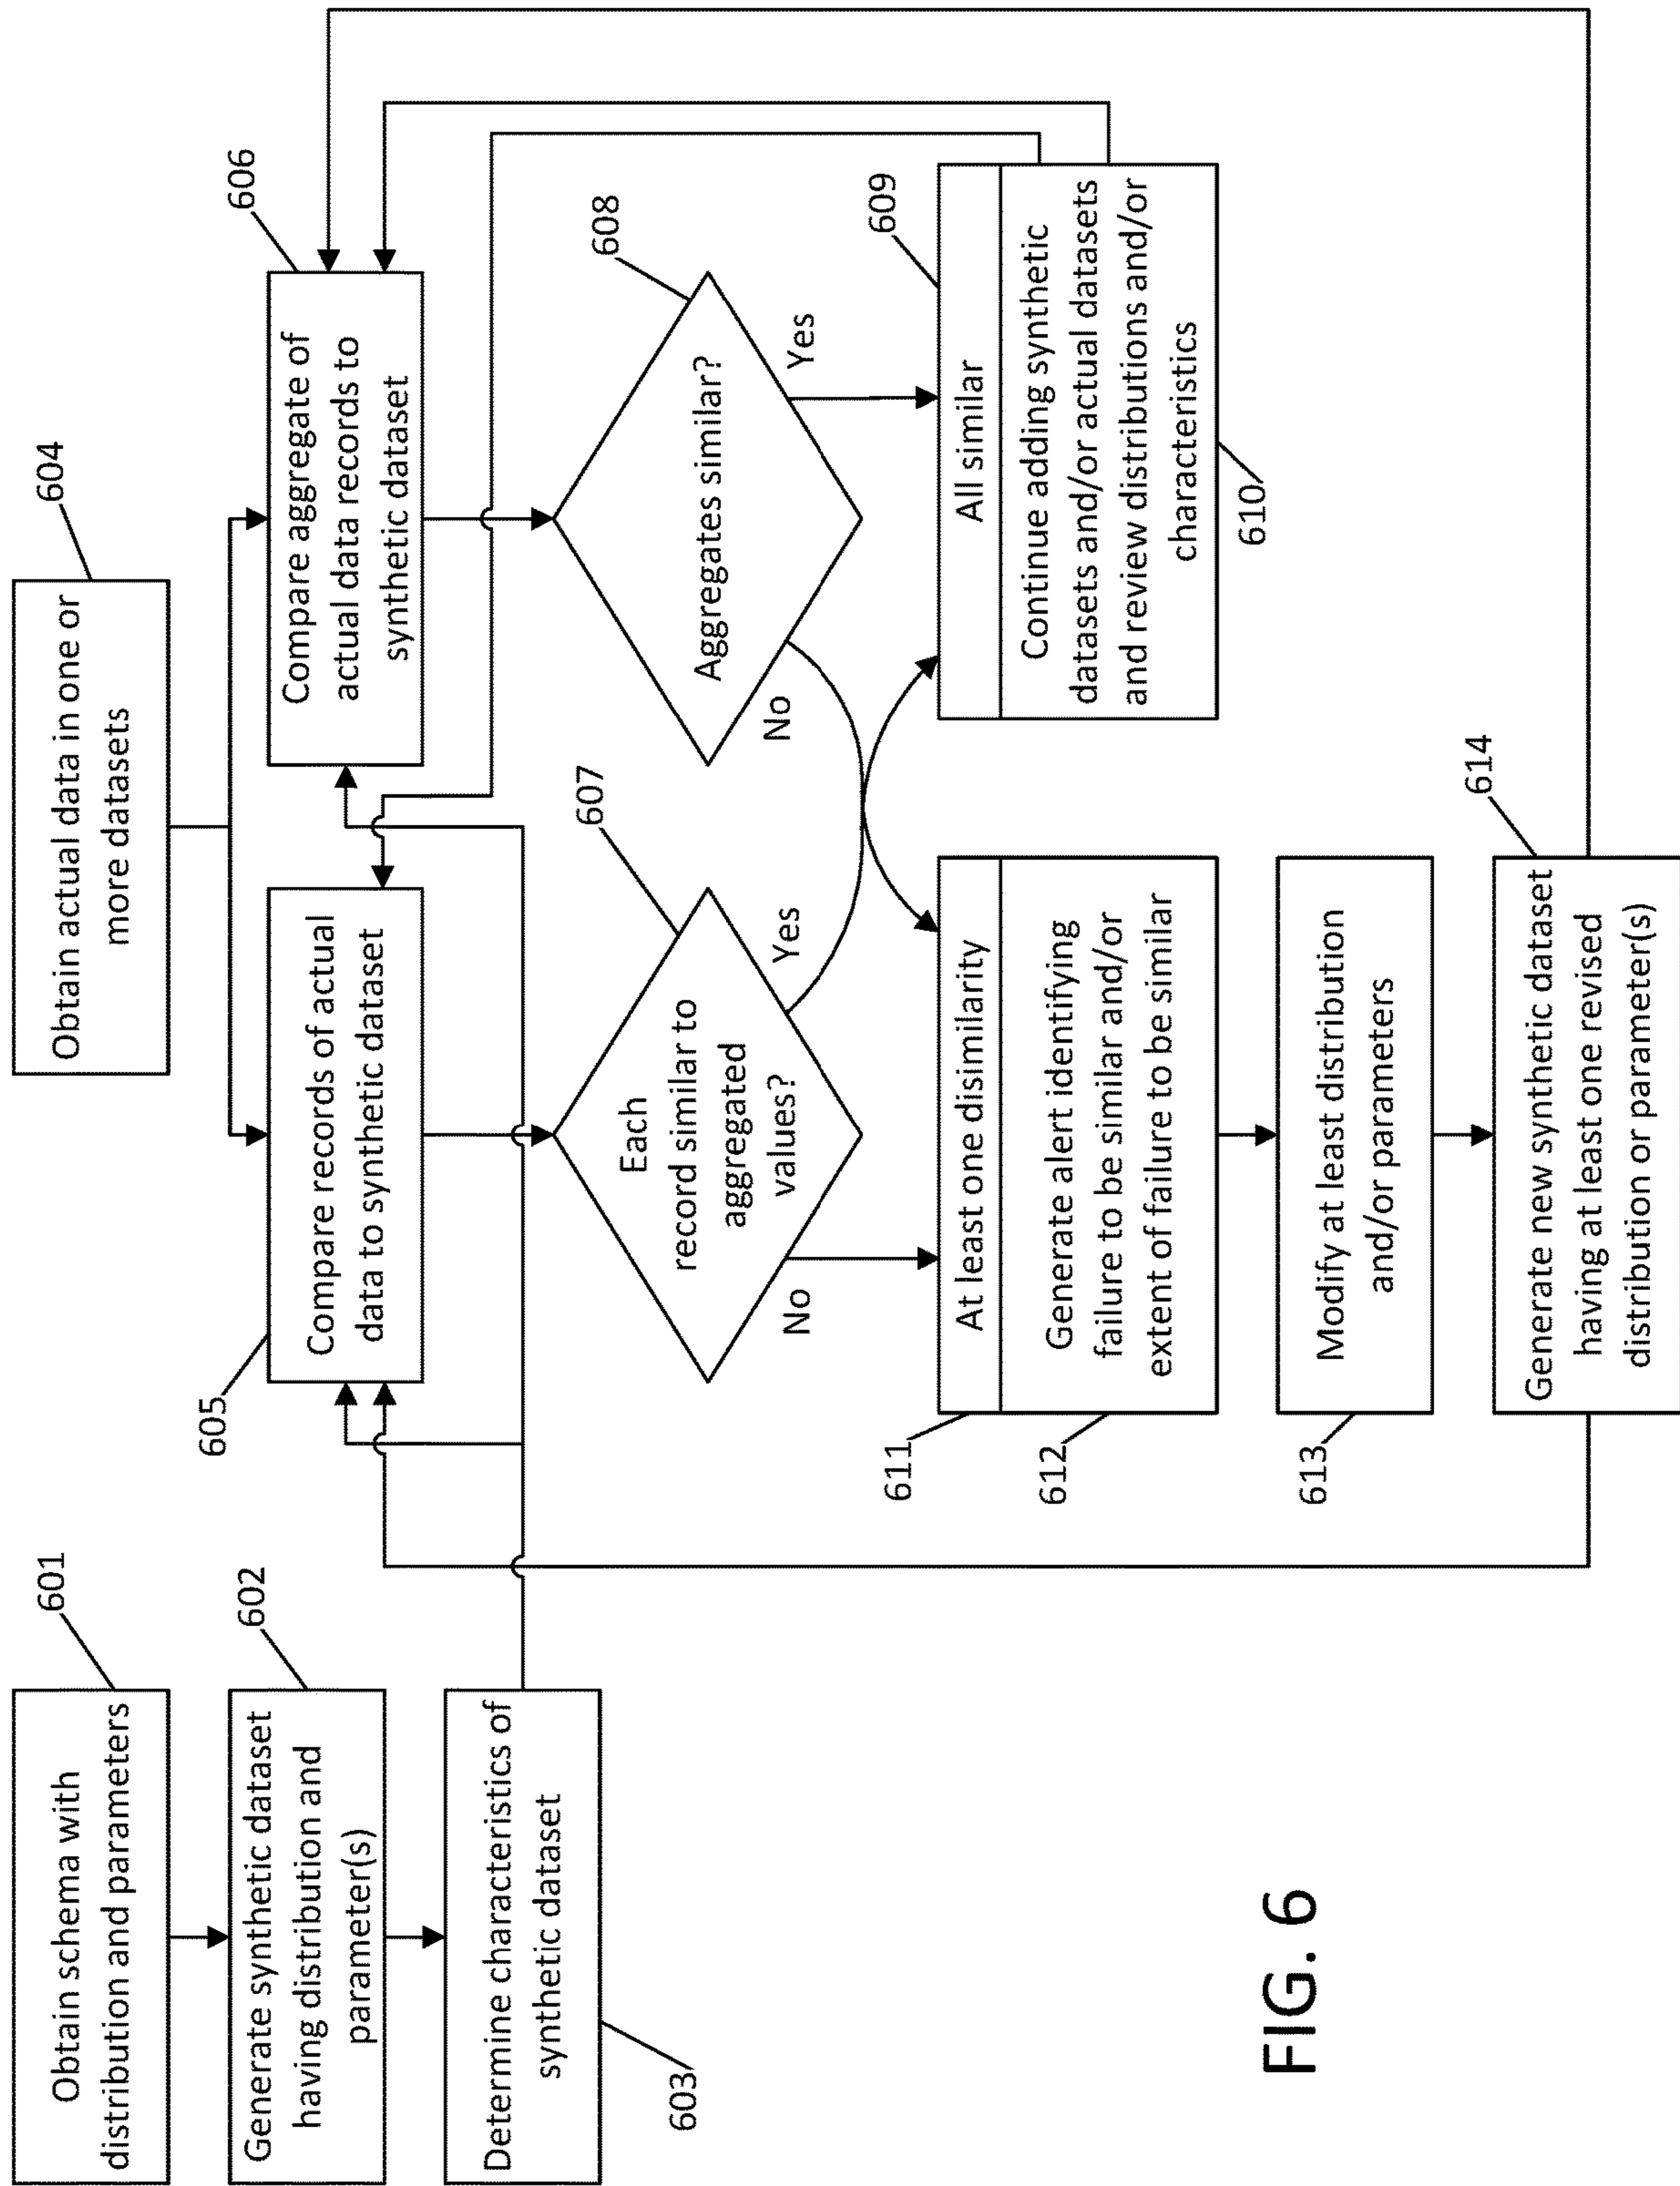 601
Obtain schema with
distribution and parameters
602
Generate synthetic dataset
having distribution and
parameter(s)
Determine characteristics of
synthetic dataset
603
604
Obtain actual data in one or
more datasets
605
Compare records of actual
data to synthetic dataset
606
Compare aggregate of
actual data records to
synthetic dataset
607
Each
record similar to
aggregated
values?
No
Yes
608
Aggregates similar?
No
Yes
609
All similar
Continue adding synthetic
datasets and/or actual datasets
and review distributions and/or
characteristics
610
611
At least one disimilarity
612
Generate alert identifying
failure to be similar and/or
extent of failure to be similar
613
Modify at least distribution
and/or parameters
614
Generate new synthetic dataset
having at least one revised
distribution or parameter(s)
FIG. 6